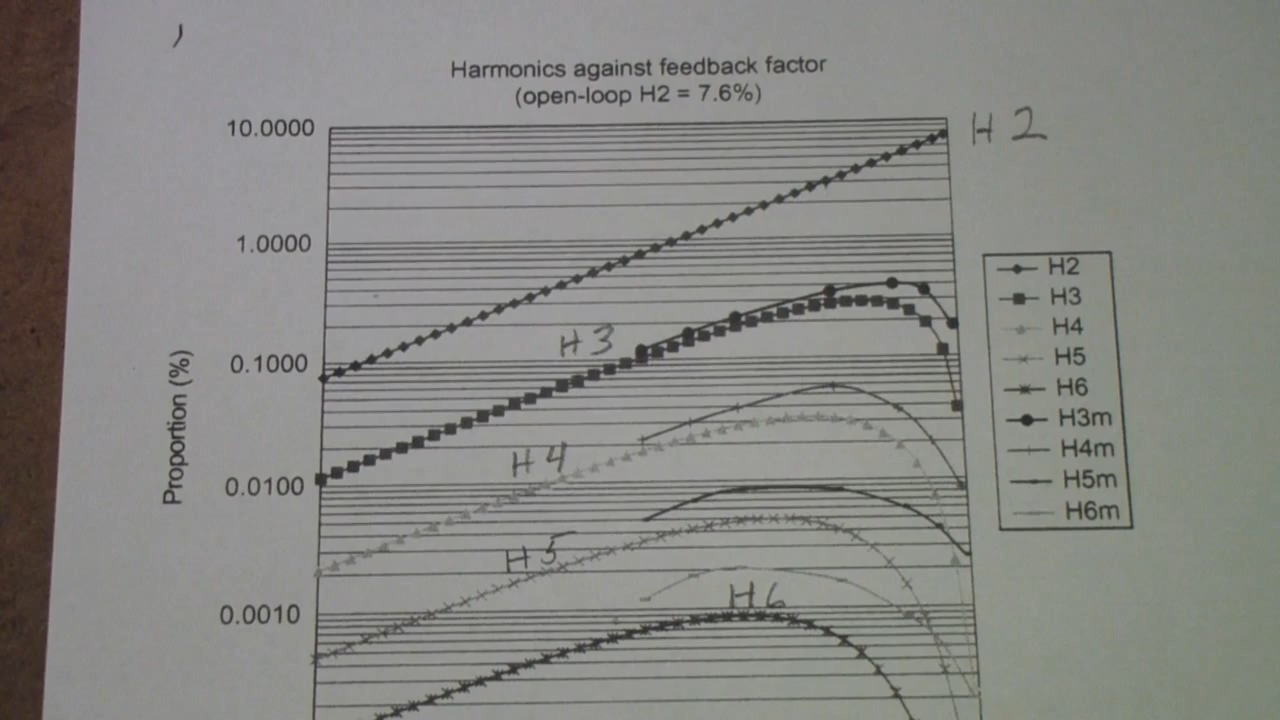 Harmonics against feedback factor
(open-loop H2 = 7.6%)
10.0000
H2
1.0000
H2
H3
H4
H5
H6
H3m
H4m
H5m
H6m
H3
0.1000
Proportion (%)
H4
0.0100
H5
H6
0.0010